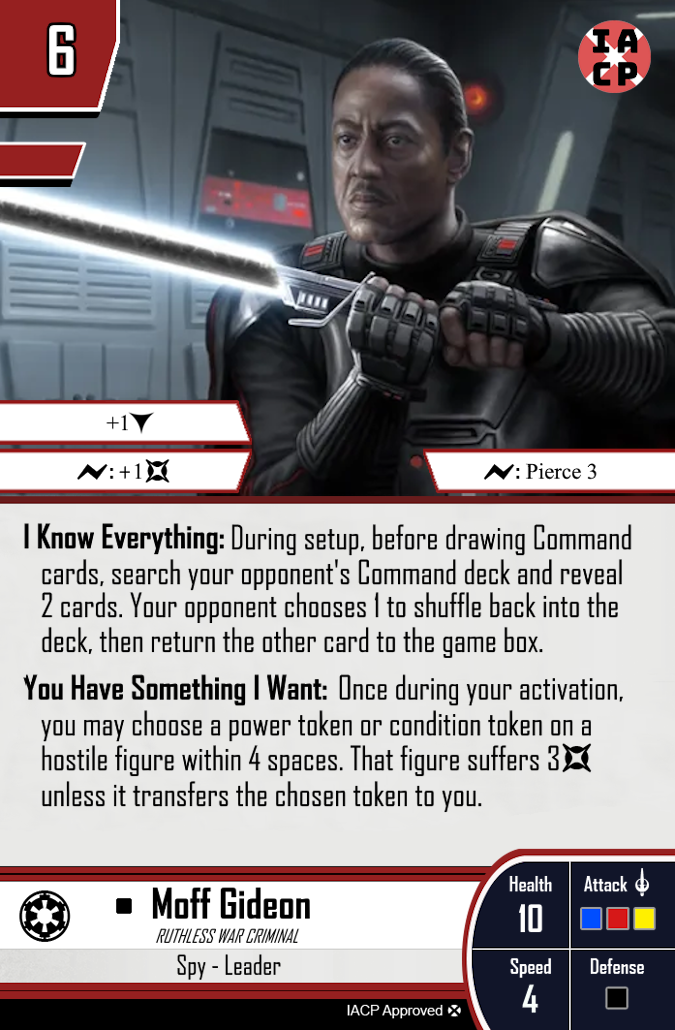 6
IA
CP
+1
: +1
: Pierce 3
I Know Everything: During setup, before drawing Command
cards, search your opponent's Command deck and reveal
2 cards. Your opponent chooses 1 to shuffle back into the
deck, then return the other card to the game box.
You Have Something I Want: Once during your activation,
you may choose a power token or condition token on a
hostile figure within 4 spaces. That figure suffers 3
unless it transfers the chosen token to you.
Moff Gideon
RUTHLESS WAR CRIMINAL
Spy - Leader
Health
10
Attack
Speed
4
Defense
IACP Approved